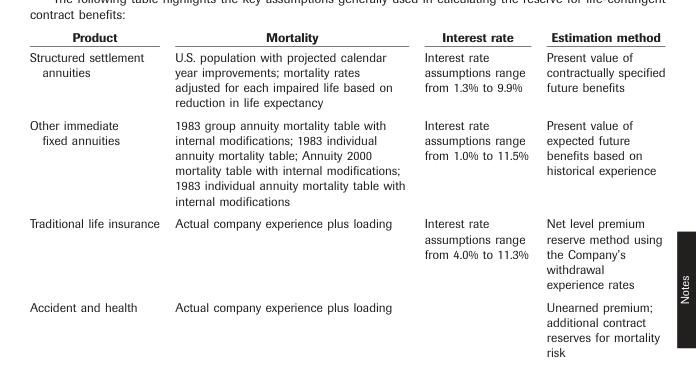 The following table highlights the key assumptions generally used in calculating the reserve for life-contingent
contract benefits:
Product Mortality Interest rate Estimation method
Structured settlement annuities
U.S. population with projected calendar
year improvements; mortality rates
adjusted for each impaired life based on
reduction in life expectancy
Interest rate
assumptions range
from 1.3% to 9.9%
Present value of
contractually specified
future benefits
Other immediate
fixed annuities
1983 group annuity mortality table with
internal modifications; 1983 individual
annuity mortality table; Annuity 2000
mortality table with internal modifications;
1983 individual annuity mortality table with
internal modifications
Interest rate
assumptions range
from 1.0% to 11.5%
Present value of
expected future
benefits based on
historical experience
Traditional life insurance
Actual company experience plus loading
Interest rate
assumptions range
from 4.0% to 11.3%
Net level premium
reserve method using
the Company's
withdrawal
experience rates
Accident and health
Actual company experience plus loading
Unearned premium;
additional contract
reserves for mortality
risk
Notes